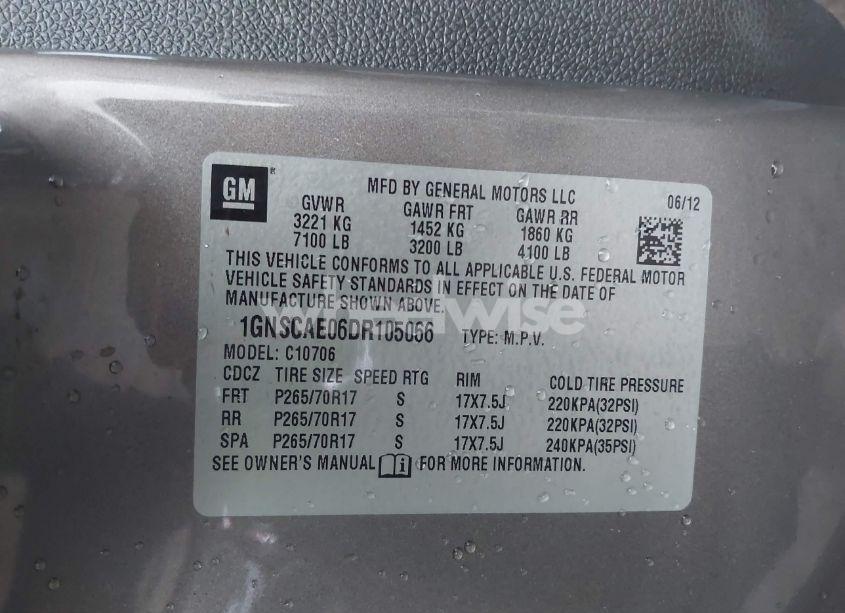 GM ®
MFD BY GENERAL MOTORS LLC
06/12
GVWR GAWR FRT GAWR RR
3221 KG 1452 KG 1860 KG
7100 LB 3200 LB 4100 LB
THIS VEHICLE CONFORMS TO ALL APPLICABLE U.S. FEDERAL MOTOR
VEHICLE SAFETY STANDARDS IN EFFECT ON THE DATE OF
MANUFACTURE SHOWN ABOVE.
1GNSCAE06DR105066 TYPE: M.P.V.
MODEL: C10706
CDCZ TIRE SIZE SPEED RTG RIM COLD TIRE PRESSURE
FRT P265/70R17 S 17X7.5J 220KPA(32PSI)
RR P265/70R17 S 17X7.5J 220KPA(32PSI)
SPA P265/70R17 S 17X7.5J 240KPA(35PSI)
SEE OWNER'S MANUAL FOR MORE INFORMATION.